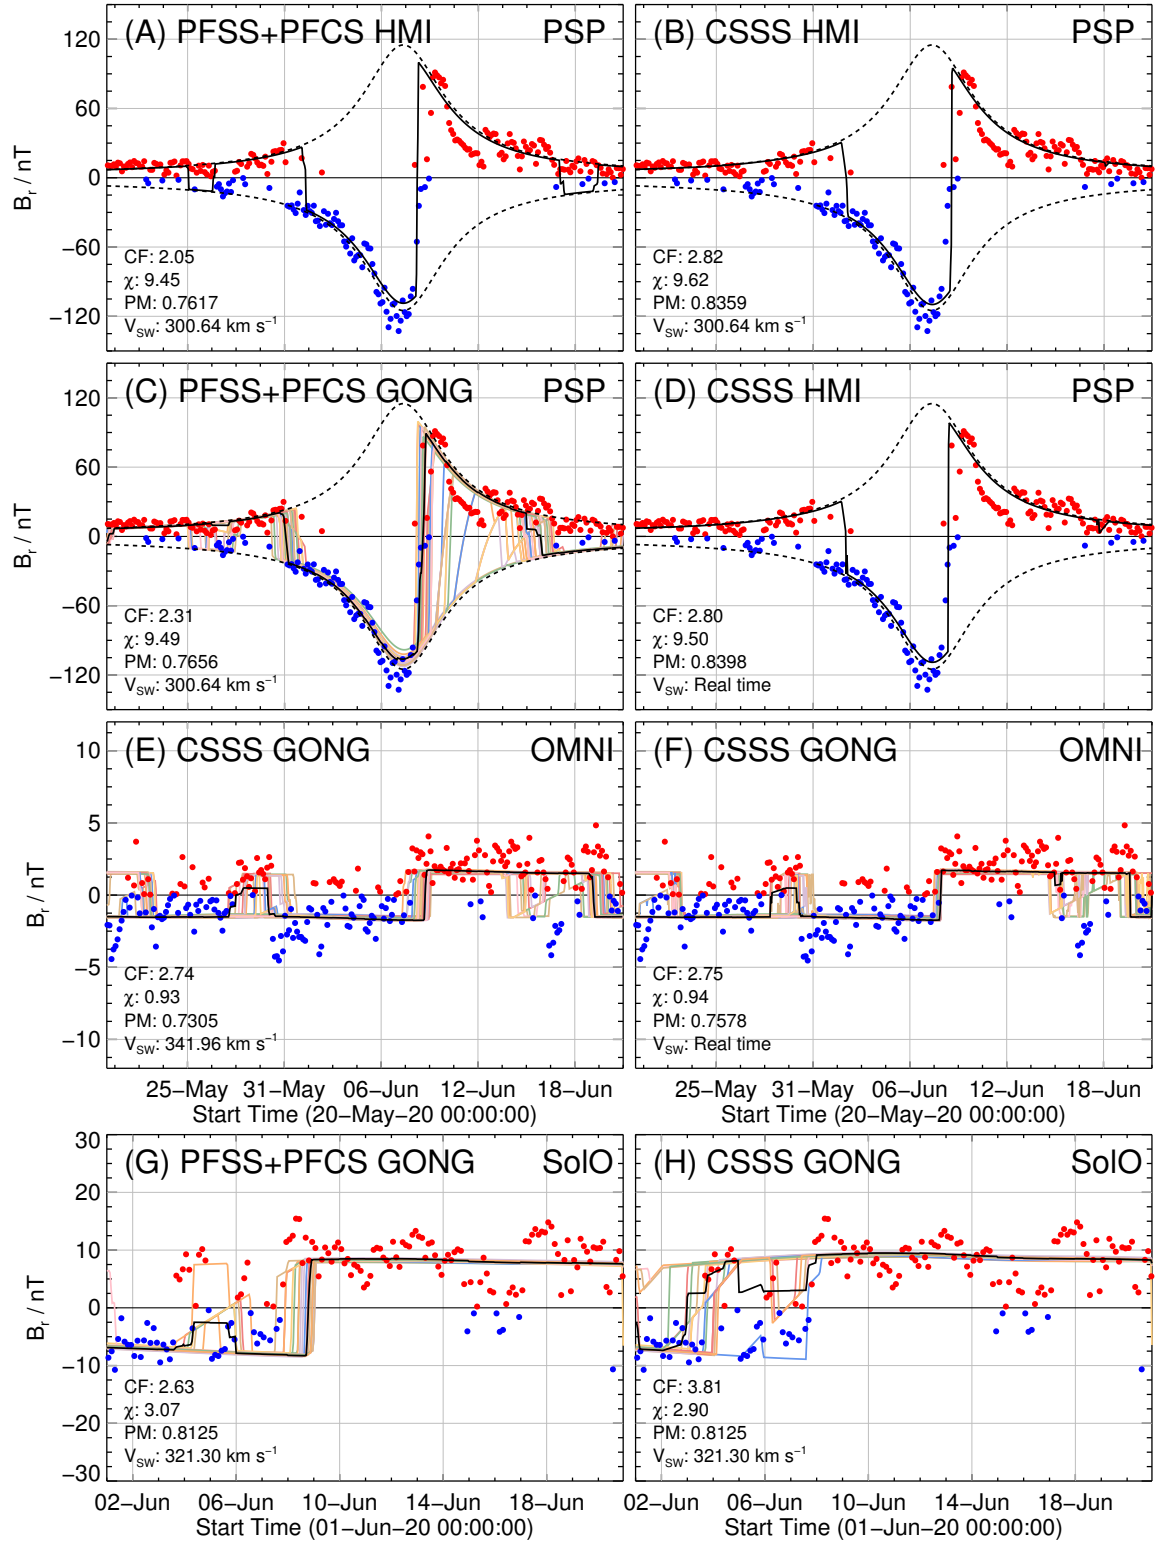 (A) PFSS+PFCS HMI PSP
(B) CSSS HMI PSP
120
60
0
−60
−120
B_r / nT
CF: 2.05
χ: 9.45
PM: 0.7617
V_SW: 300.64 km s⁻¹
CF: 2.82
χ: 9.62
PM: 0.8359
V_SW: 300.64 km s⁻¹
(C) PFSS+PFCS GONG PSP
(D) CSSS HMI PSP
120
60
0
−60
−120
B_r / nT
CF: 2.31
χ: 9.49
PM: 0.7656
V_SW: 300.64 km s⁻¹
CF: 2.80
χ: 9.50
PM: 0.8398
V_SW: Real time
(E) CSSS GONG OMNI
(F) CSSS GONG OMNI
10
5
0
−5
−10
B_r / nT
CF: 2.74
χ: 0.93
PM: 0.7305
V_SW: 341.96 km s⁻¹
CF: 2.75
χ: 0.94
PM: 0.7578
V_SW: Real time
25−May 31−May 06−Jun 12−Jun 18−Jun
Start Time (20−May−20 00:00:00)
25−May 31−May 06−Jun 12−Jun 18−Jun
Start Time (20−May−20 00:00:00)
(G) PFSS+PFCS GONG SolO
(H) CSSS GONG SolO
30
20
10
0
−10
−20
−30
B_r / nT
CF: 2.63
χ: 3.07
PM: 0.8125
V_SW: 321.30 km s⁻¹
CF: 3.81
χ: 2.90
PM: 0.8125
V_SW: 321.30 km s⁻¹
02−Jun 06−Jun 10−Jun 14−Jun 18−Jun
Start Time (01−Jun−20 00:00:00)
02−Jun 06−Jun 10−Jun 14−Jun 18−Jun
Start Time (01−Jun−20 00:00:00)